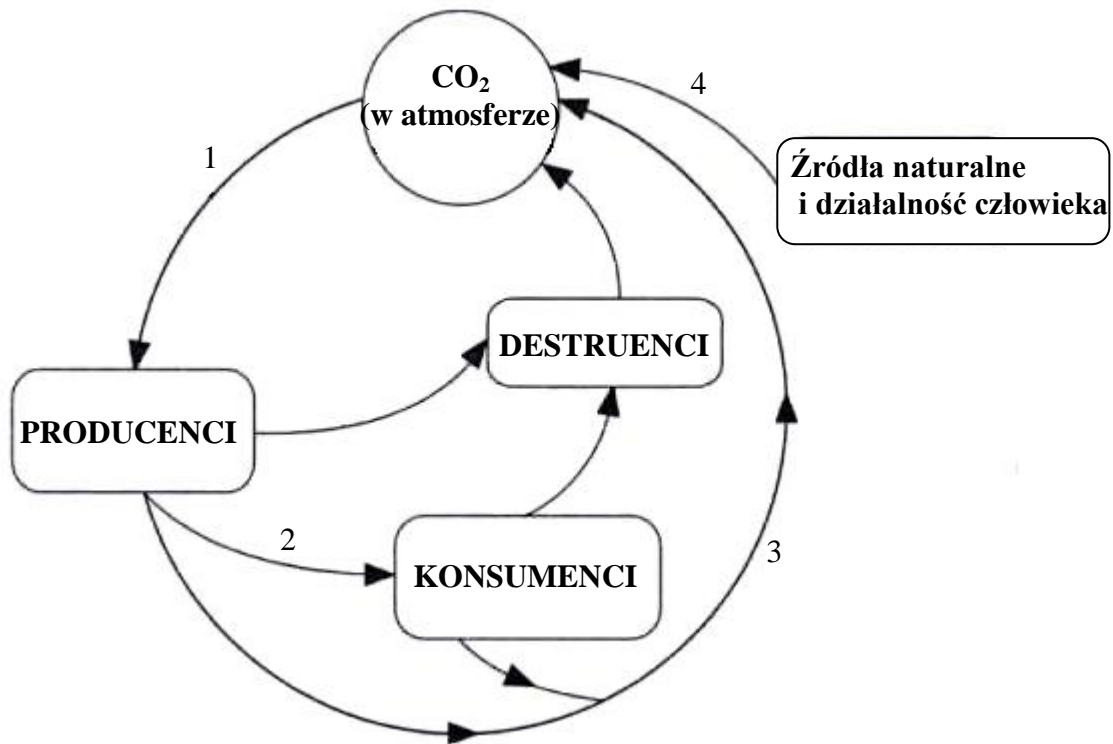 CO₂
(w atmosferze)
4
1
Źródła naturalne
i działalność człowieka
DESTRUENCI
PRODUCENCI
2
3
KONSUMENCI